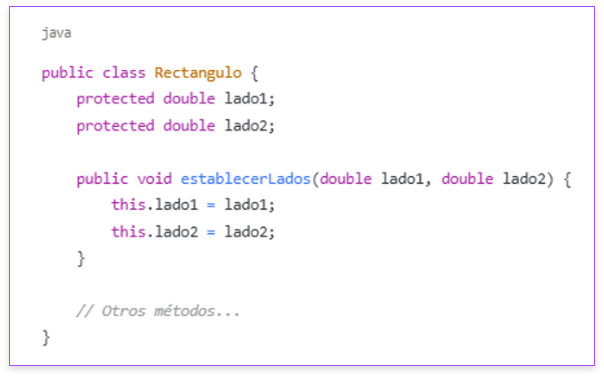 java
public class Rectangulo {
    protected double lado1;
    protected double lado2;

    public void establecerLados(double lado1, double lado2) {
        this.lado1 = lado1;
        this.lado2 = lado2;
    }

    // Otros métodos...
}